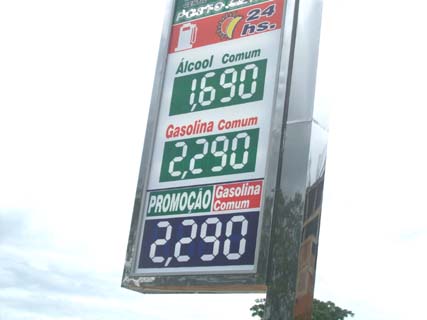 24
hs.
Álcool Comum
1,690
Gasolina Comum
2,290
PROMOÇÃO Gasolina
Comum
2,290